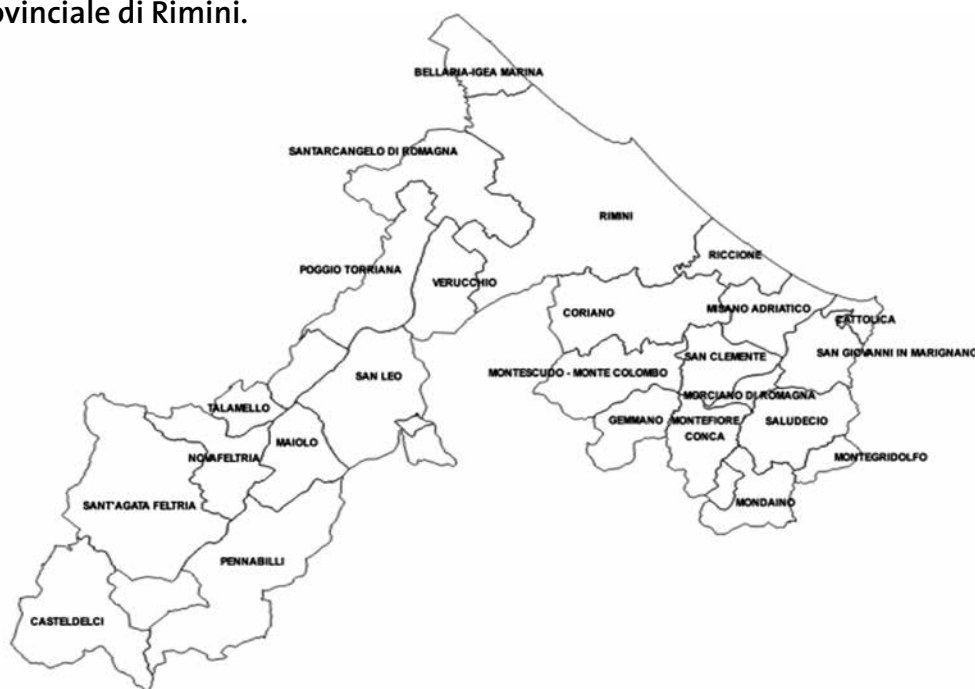 ovinciale di Rimini.
BELLARIA-IGEA MARINA
SANTARCANGELO DI ROMAGNA
RIMINI
RICCIONE
POGGIO TORRIANA
VERUCCHIO
CORIANO
MISANO ADRIATICO
CATTOLICA
SAN GIOVANNI IN MARIGNANO
SAN CLEMENTE
MONTESCUDO - MONTE COLOMBO
SAN LEO
MORCIANO DI ROMAGNA
TALAMELLO
GEMMANO
MONTEFIORE
CONCA
SALUDECIO
MAIOLO
NOVAFELTRIA
MONTEGRIDOLFO
SANT'AGATA FELTRIA
MONDAINO
PENNABILLI
CASTELDELCI